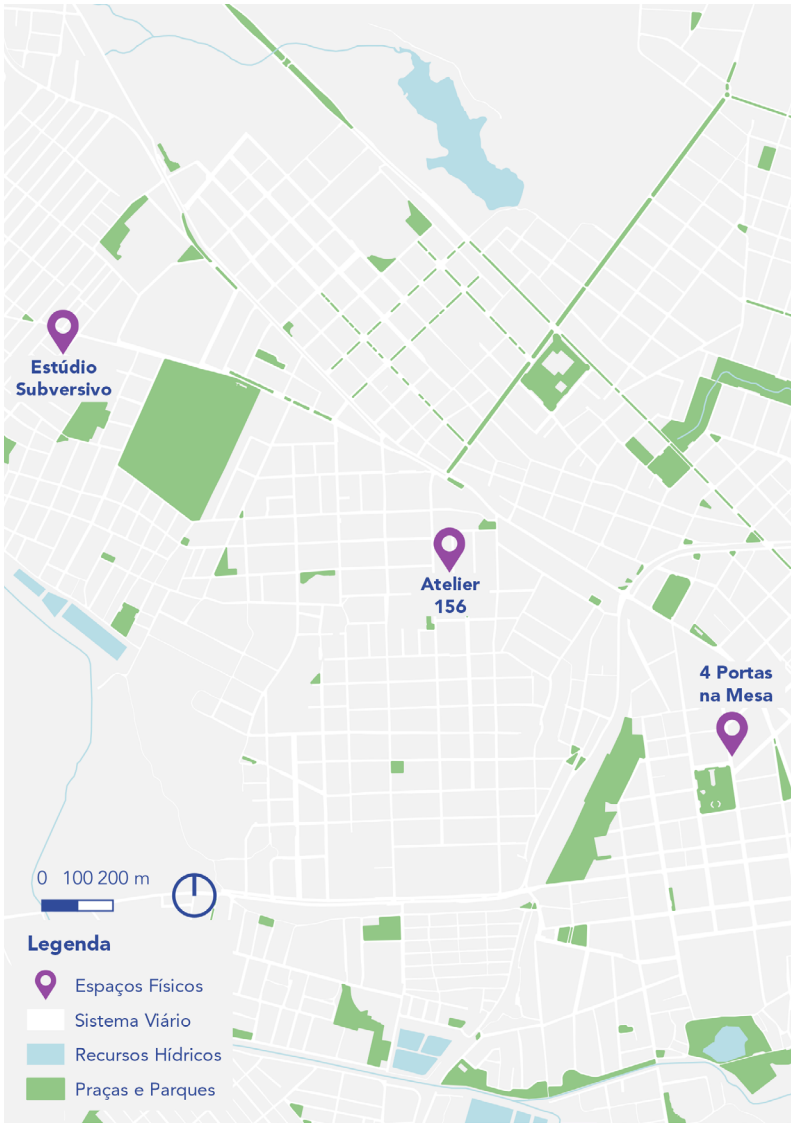 Estúdio
Subversivo
Atelier
156
4 Portas
na Mesa
0 100 200 m
Legenda
Espaços Físicos
Sistema Viário
Recursos Hídricos
Praças e Parques